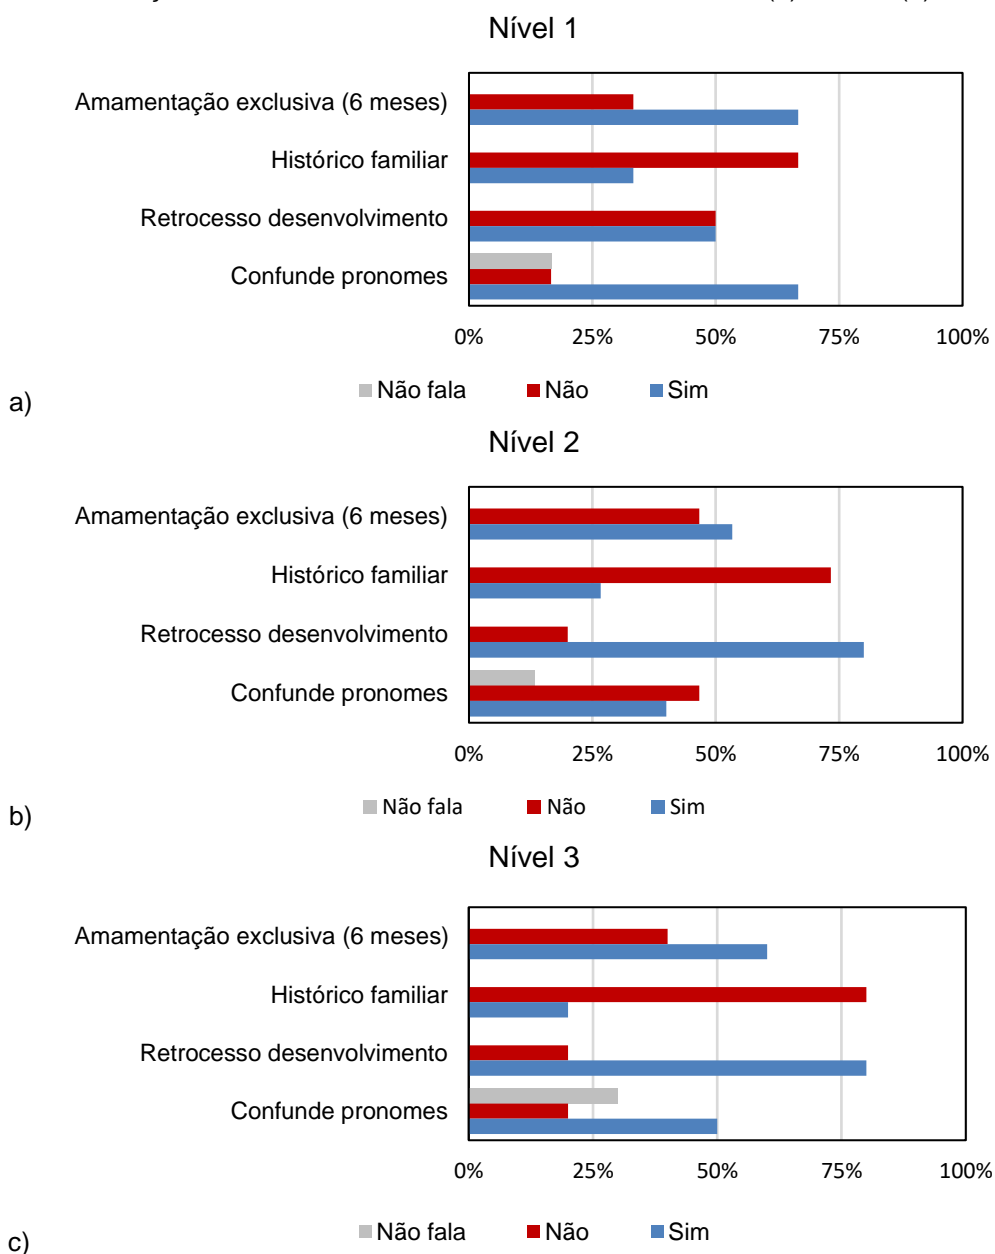 Nível 1
Amamentação exclusiva (6 meses)
Histórico familiar
Retrocesso desenvolvimento
Confunde pronomes
0% 25% 50% 75% 100%
Não fala Não Sim
a)
Nível 2
Amamentação exclusiva (6 meses)
Histórico familiar
Retrocesso desenvolvimento
Confunde pronomes
0% 25% 50% 75% 100%
Não fala Não Sim
b)
Nível 3
Amamentação exclusiva (6 meses)
Histórico familiar
Retrocesso desenvolvimento
Confunde pronomes
0% 25% 50% 75% 100%
Não fala Não Sim
c)